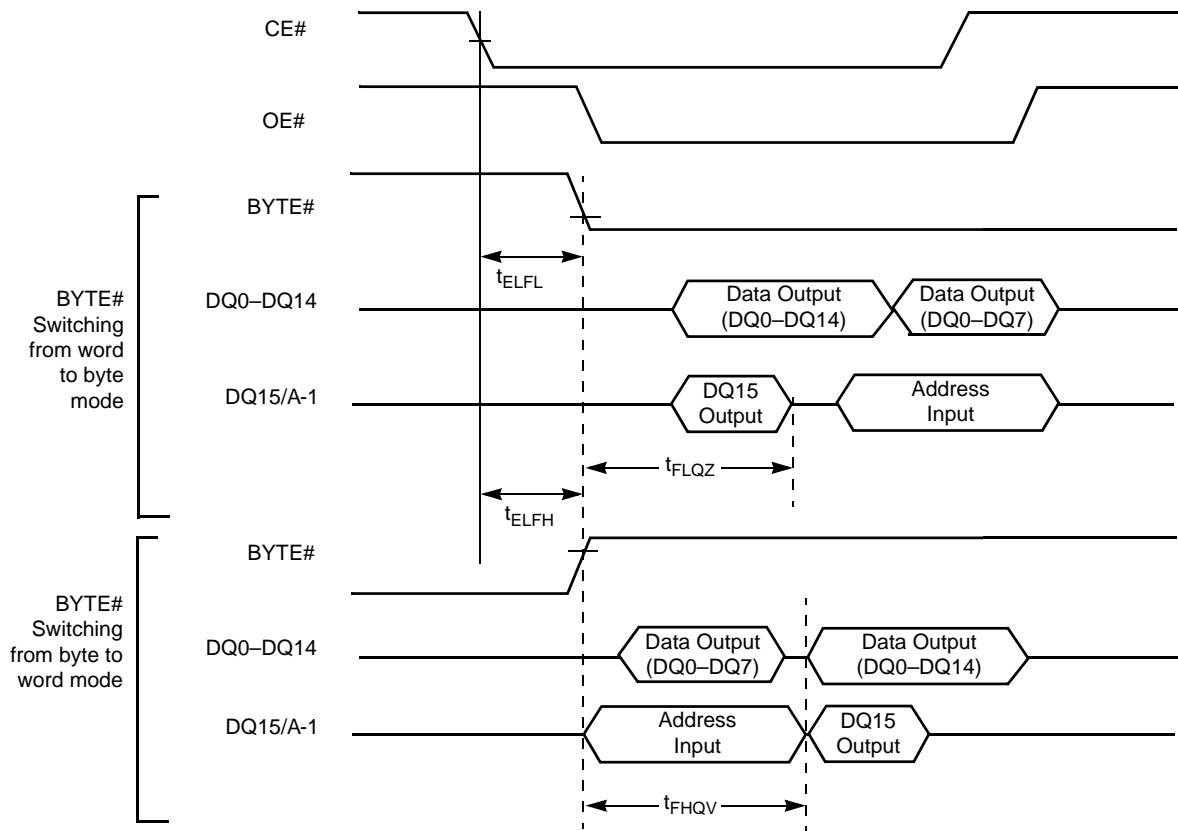 CE#
OE#
BYTE#
tELFL
BYTE#
Switching
from word
to byte
mode
DQ0–DQ14
Data Output
(DQ0–DQ14)
Data Output
(DQ0–DQ7)
DQ15/A-1
DQ15
Output
Address
Input
tFLQZ
tELFH
BYTE#
BYTE#
Switching
from byte to
word mode
DQ0–DQ14
Data Output
(DQ0–DQ7)
Data Output
(DQ0–DQ14)
DQ15/A-1
Address
Input
DQ15
Output
tFHQV